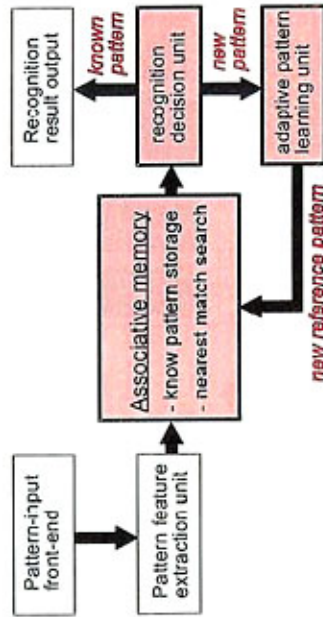 Pattern-input
front-end
Pattern feature
extraction unit
Associative memory
- know pattern storage
- nearest match search
Recognition
result output
known
pattern
recognition
decision unit
new
pattern
adaptive pattern
learning unit
new reference pattern